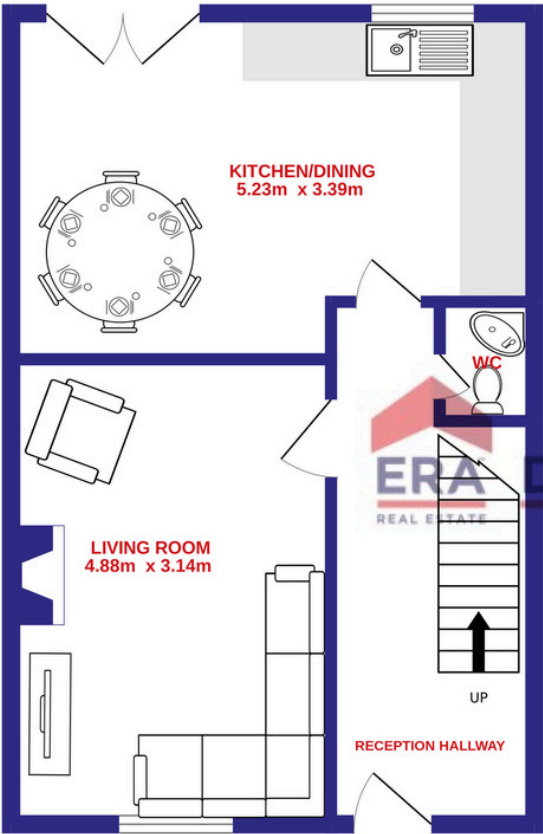 KITCHEN/DINING
5.23m x 3.39m
WC
ERA
REAL ESTATE
LIVING ROOM
4.88m x 3.14m
UP
RECEPTION HALLWAY